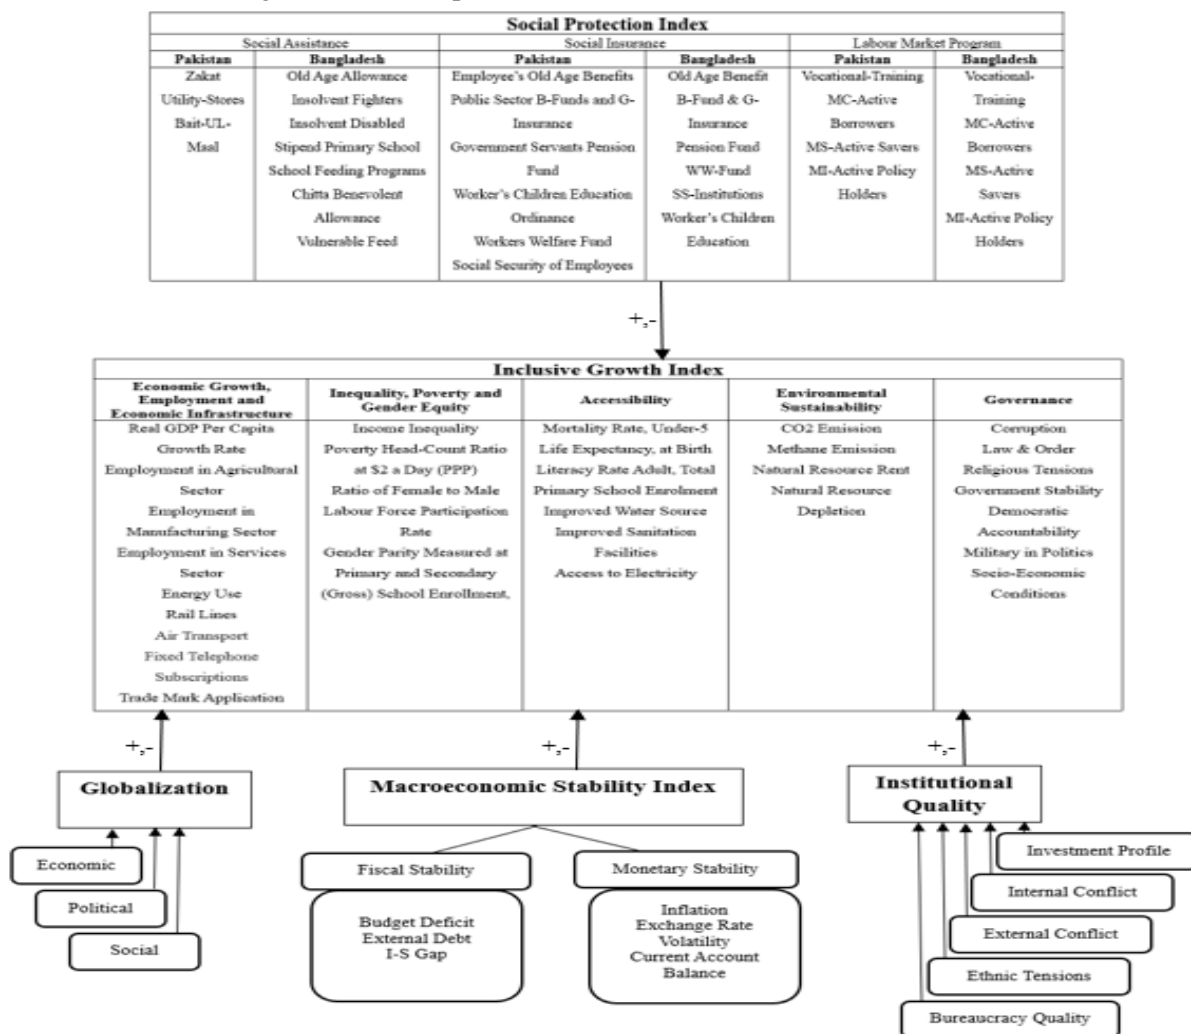 Social Protection Index
Social Assistance
Social Insurance
Labour Market Program
Pakistan
Bangladesh
Pakistan
Bangladesh
Pakistan
Bangladesh
Zakat
Utility-Stores
Bait-UL-
Maal
Old Age Allowance
Insolvent Fighters
Insolvent Disabled
Stipend Primary School
School Feeding Programs
Chitta Benevolent
Allowance
Vulnerable Feed
Employee's Old Age Benefits
Public Sector B-Funds and G-
Insurance
Government Servants Pension
Fund
Worker's Children Education
Ordinance
Workers Welfare Fund
Social Security of Employees
Old Age Benefit
B-Fund & G-
Insurance
Pension Fund
WW-Fund
SS-Institutions
Worker's Children
Education
Vocational-Training
MC-Active
Borrowers
MS-Active Savers
MI-Active Policy
Holders
Vocational-
Training
MC-Active
Borrowers
MS-Active
Savers
MI-Active Policy
Holders
+,-
Inclusive Growth Index
Economic Growth,
Employment and
Economic Infrastructure
Inequality, Poverty and
Gender Equity
Accessibility
Environmental
Sustainability
Governance
Real GDP Per Capita
Growth Rate
Employment in Agricultural
Sector
Employment in
Manufacturing Sector
Employment in Services
Sector
Energy Use
Rail Lines
Air Transport
Fixed Telephone
Subscriptions
Trade Mark Application
Income Inequality
Poverty Head-Count Ratio
at $2 a Day (PPP)
Ratio of Female to Male
Labour Force Participation
Rate
Gender Parity Measured at
Primary and Secondary
(Gross) School Enrollment,
Mortality Rate, Under-5
Life Expectancy, at Birth
Literacy Rate Adult, Total
Primary School Enrolment
Improved Water Source
Improved Sanitation
Facilities
Access to Electricity
CO2 Emission
Methane Emission
Natural Resource Rent
Natural Resource
Depletion
Corruption
Law & Order
Religious Tensions
Government Stability
Democratic
Accountability
Military in Politics
Socio-Economic
Conditions
+,-
+,-
+,-
Globalization
Economic
Political
Social
Macroeconomic Stability Index
Fiscal Stability
Budget Deficit
External Debt
I-S Gap
Monetary Stability
Inflation
Exchange Rate
Volatility
Current Account
Balance
Institutional
Quality
Investment Profile
Internal Conflict
External Conflict
Ethnic Tensions
Bureaucracy Quality